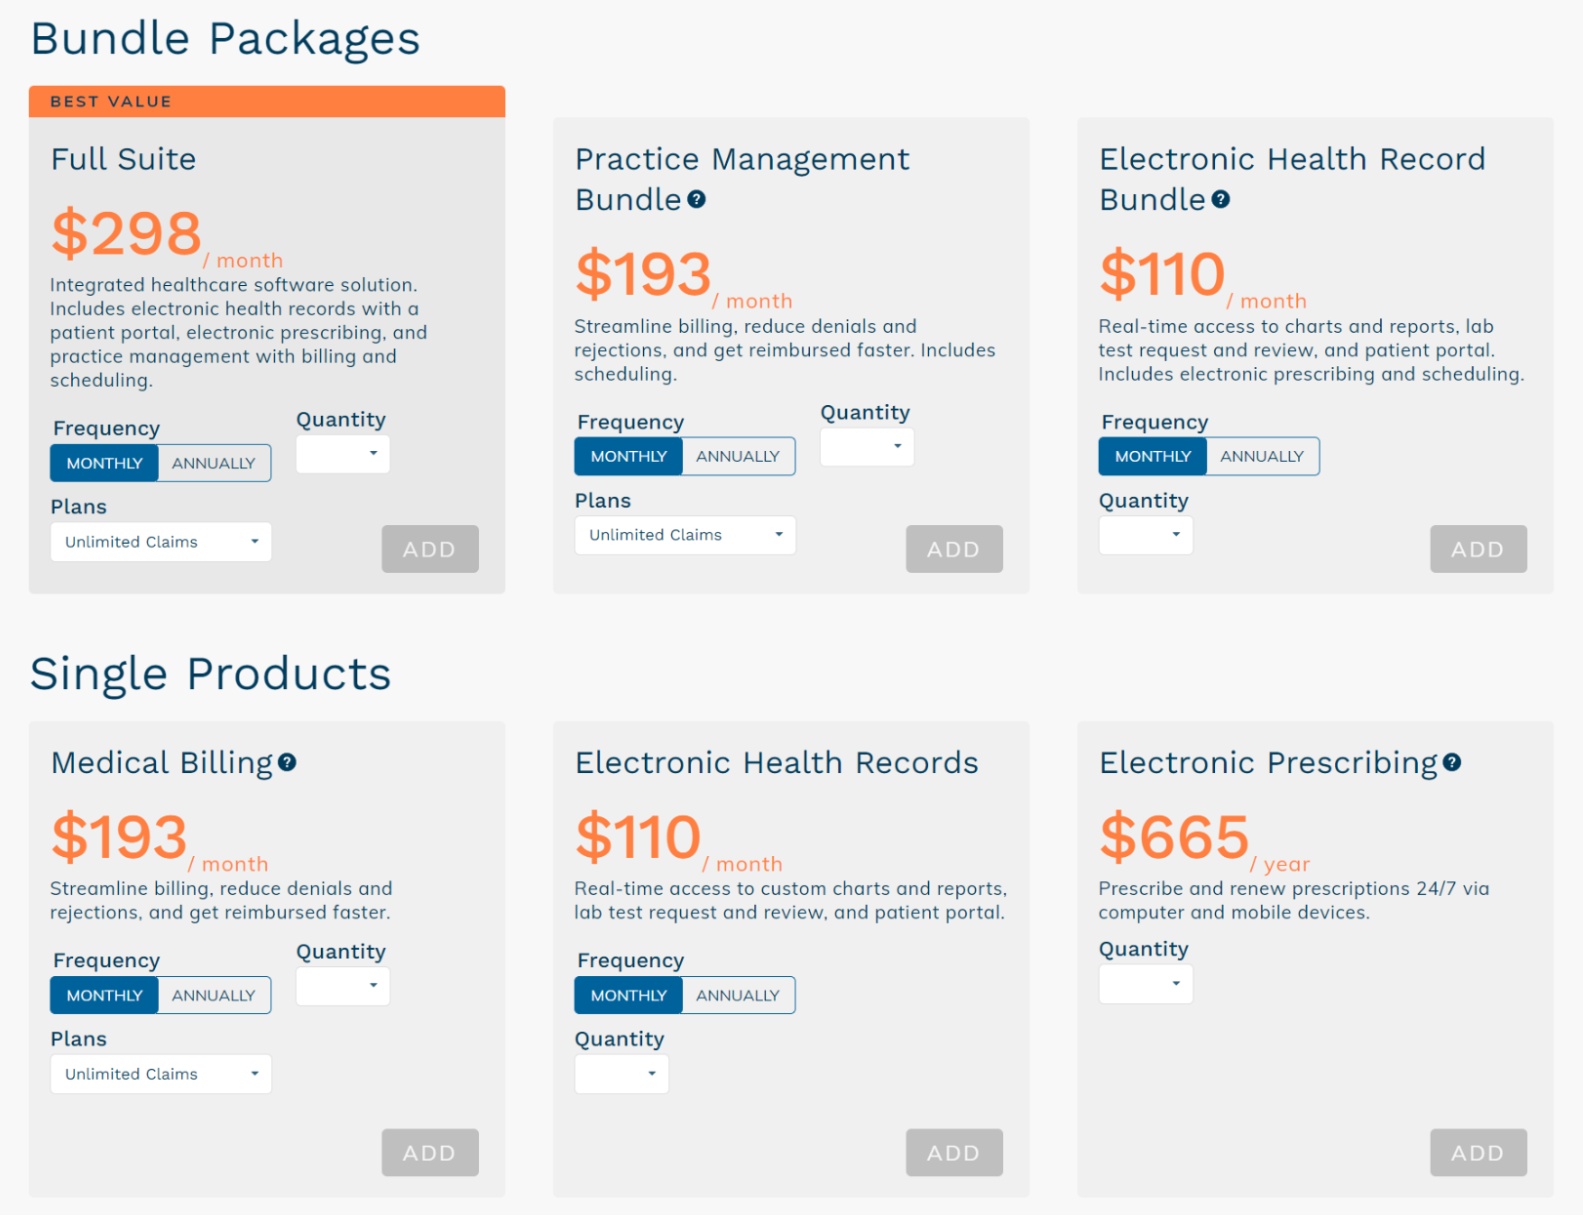 Bundle Packages
BEST VALUE
Full Suite
$298 / month
Integrated healthcare software solution.
Includes electronic health records with a
patient portal, electronic prescribing, and
practice management with billing and
scheduling.
Frequency
Quantity
MONTHLY ANNUALLY
Plans
Unlimited Claims
ADD
Practice Management
Bundle ?
$193 / month
Streamline billing, reduce denials and
rejections, and get reimbursed faster. Includes
scheduling.
Frequency
Quantity
MONTHLY ANNUALLY
Plans
Unlimited Claims
ADD
Electronic Health Record
Bundle ?
$110 / month
Real-time access to charts and reports, lab
test request and review, and patient portal.
Includes electronic prescribing and scheduling.
Frequency
MONTHLY ANNUALLY
Quantity
ADD
Single Products
Medical Billing ?
$193 / month
Streamline billing, reduce denials and
rejections, and get reimbursed faster.
Frequency
Quantity
MONTHLY ANNUALLY
Plans
Unlimited Claims
ADD
Electronic Health Records
$110 / month
Real-time access to custom charts and reports,
lab test request and review, and patient portal.
Frequency
MONTHLY ANNUALLY
Quantity
ADD
Electronic Prescribing ?
$665 / year
Prescribe and renew prescriptions 24/7 via
computer and mobile devices.
Quantity
ADD